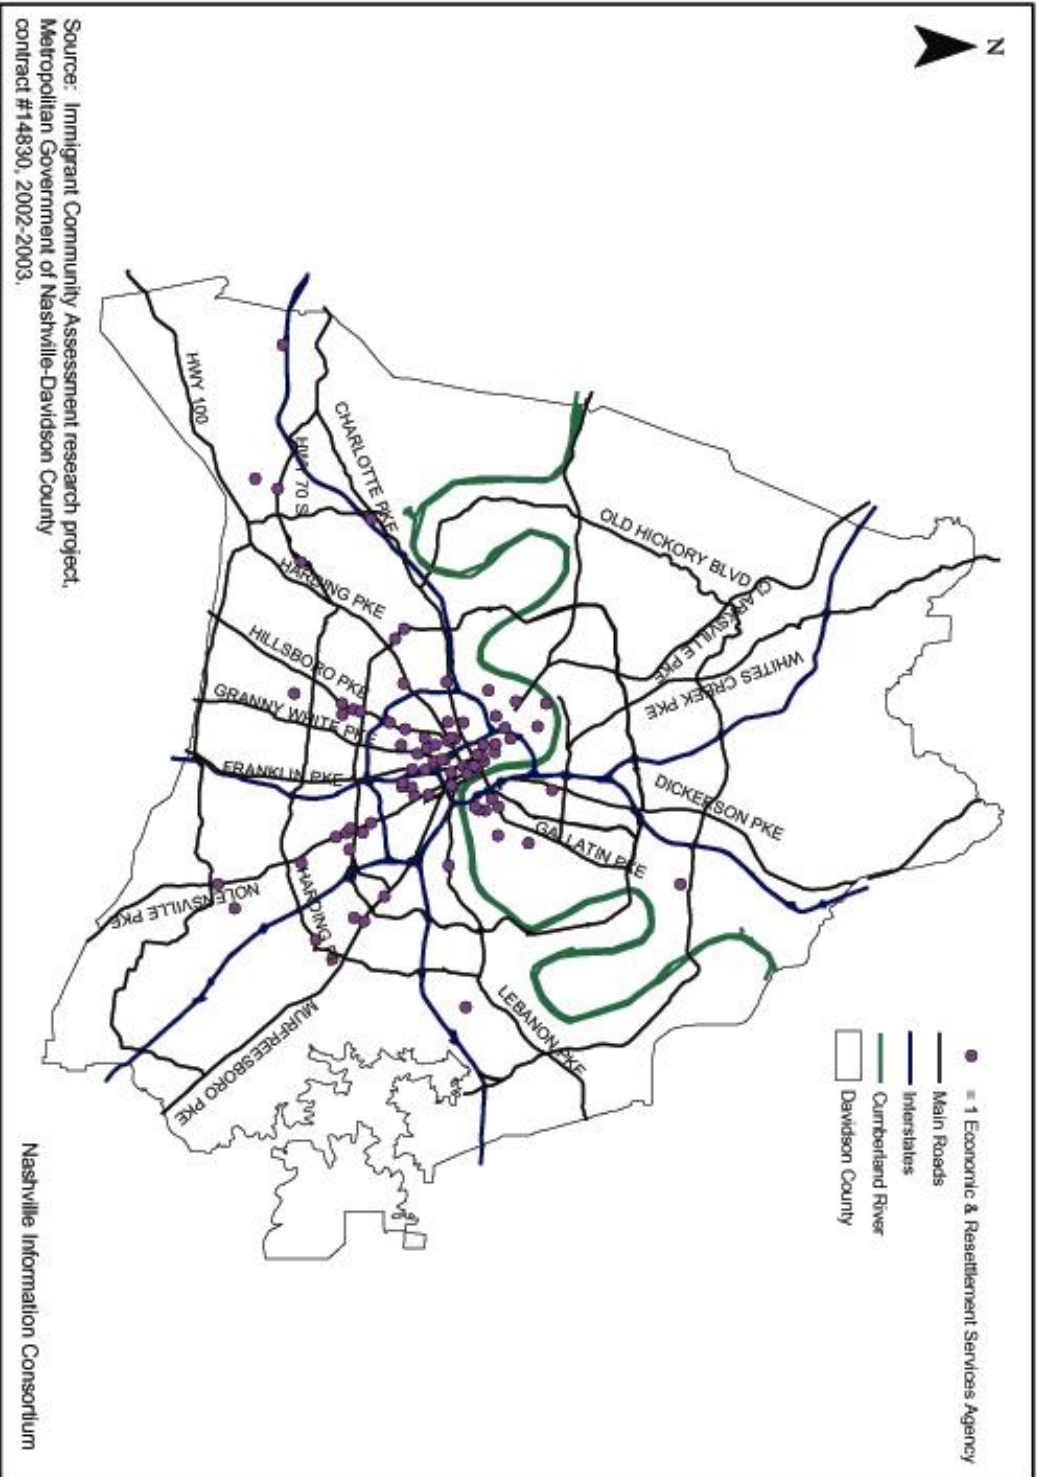 N
= 1 Economic & Resettlement Services Agency
Main Roads
Interstates
Cumberland River
Davidson County
OLD HICKORY BLVD
CLARKSVILLE PKE
WHITES CREEK PKE
DICKERSON PKE
GALLATIN PKE
CHARLOTTE PKE
LEBANON PKE
HWY 70 S
HWY 100
HARDING PKE
HILLSBORO PKE
GRANNY WHITE PKE
FRANKLIN PKE
HARDING
NOLENSVILLE PKE
MURFREESBORO PKE
Source: Immigrant Community Assessment research project,
Metropolitan Government of Nashville-Davidson County
contract #14830, 2002-2003.
Nashville Information Consortium